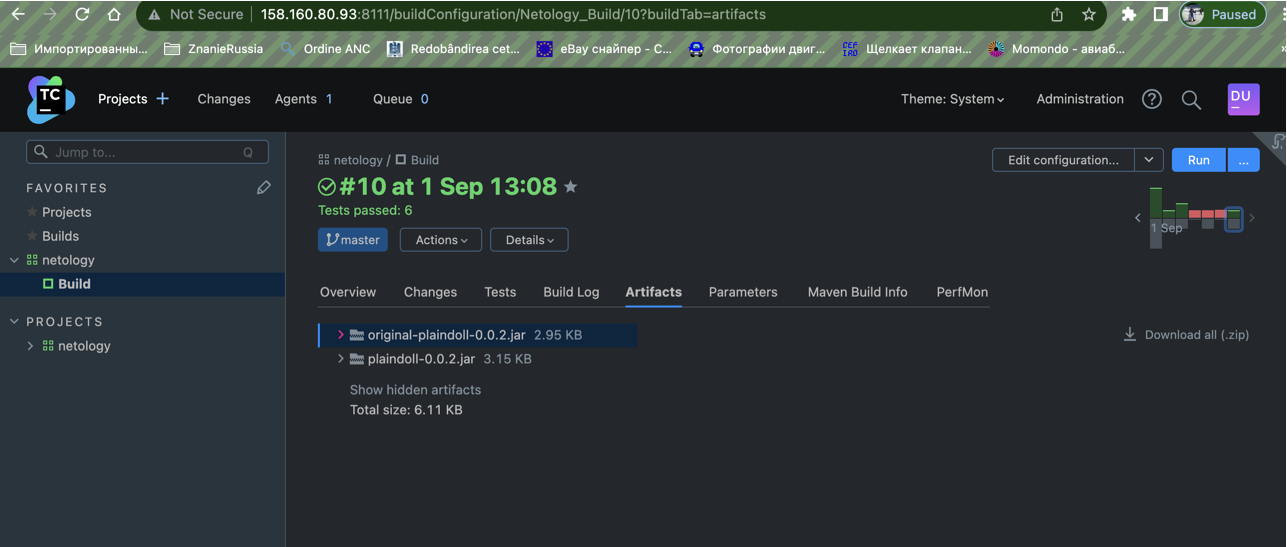 Not Secure 158.160.80.93:8111/buildConfiguration/Netology_Build/10?buildTab=artifacts Paused
Импортированны... ZnanieRussia Ordine ANC Redobândirea cet... eBay снайпер - С... Фотографии двиг... Щелкает клапан... Momondo - авиаб...
TC Projects Changes Agents 1 Queue 0 Theme: System Administration DU
Jump to... Q
FAVORITES
Projects
Builds
netology
Build
PROJECTS
netology
netology / Build Edit configuration... Run ...
#10 at 1 Sep 13:08
Tests passed: 6
1 Sep
master Actions Details
Overview Changes Tests Build Log Artifacts Parameters Maven Build Info PerfMon
original-plaindoll-0.0.2.jar 2.95 KB Download all (.zip)
plaindoll-0.0.2.jar 3.15 KB
Show hidden artifacts
Total size: 6.11 KB